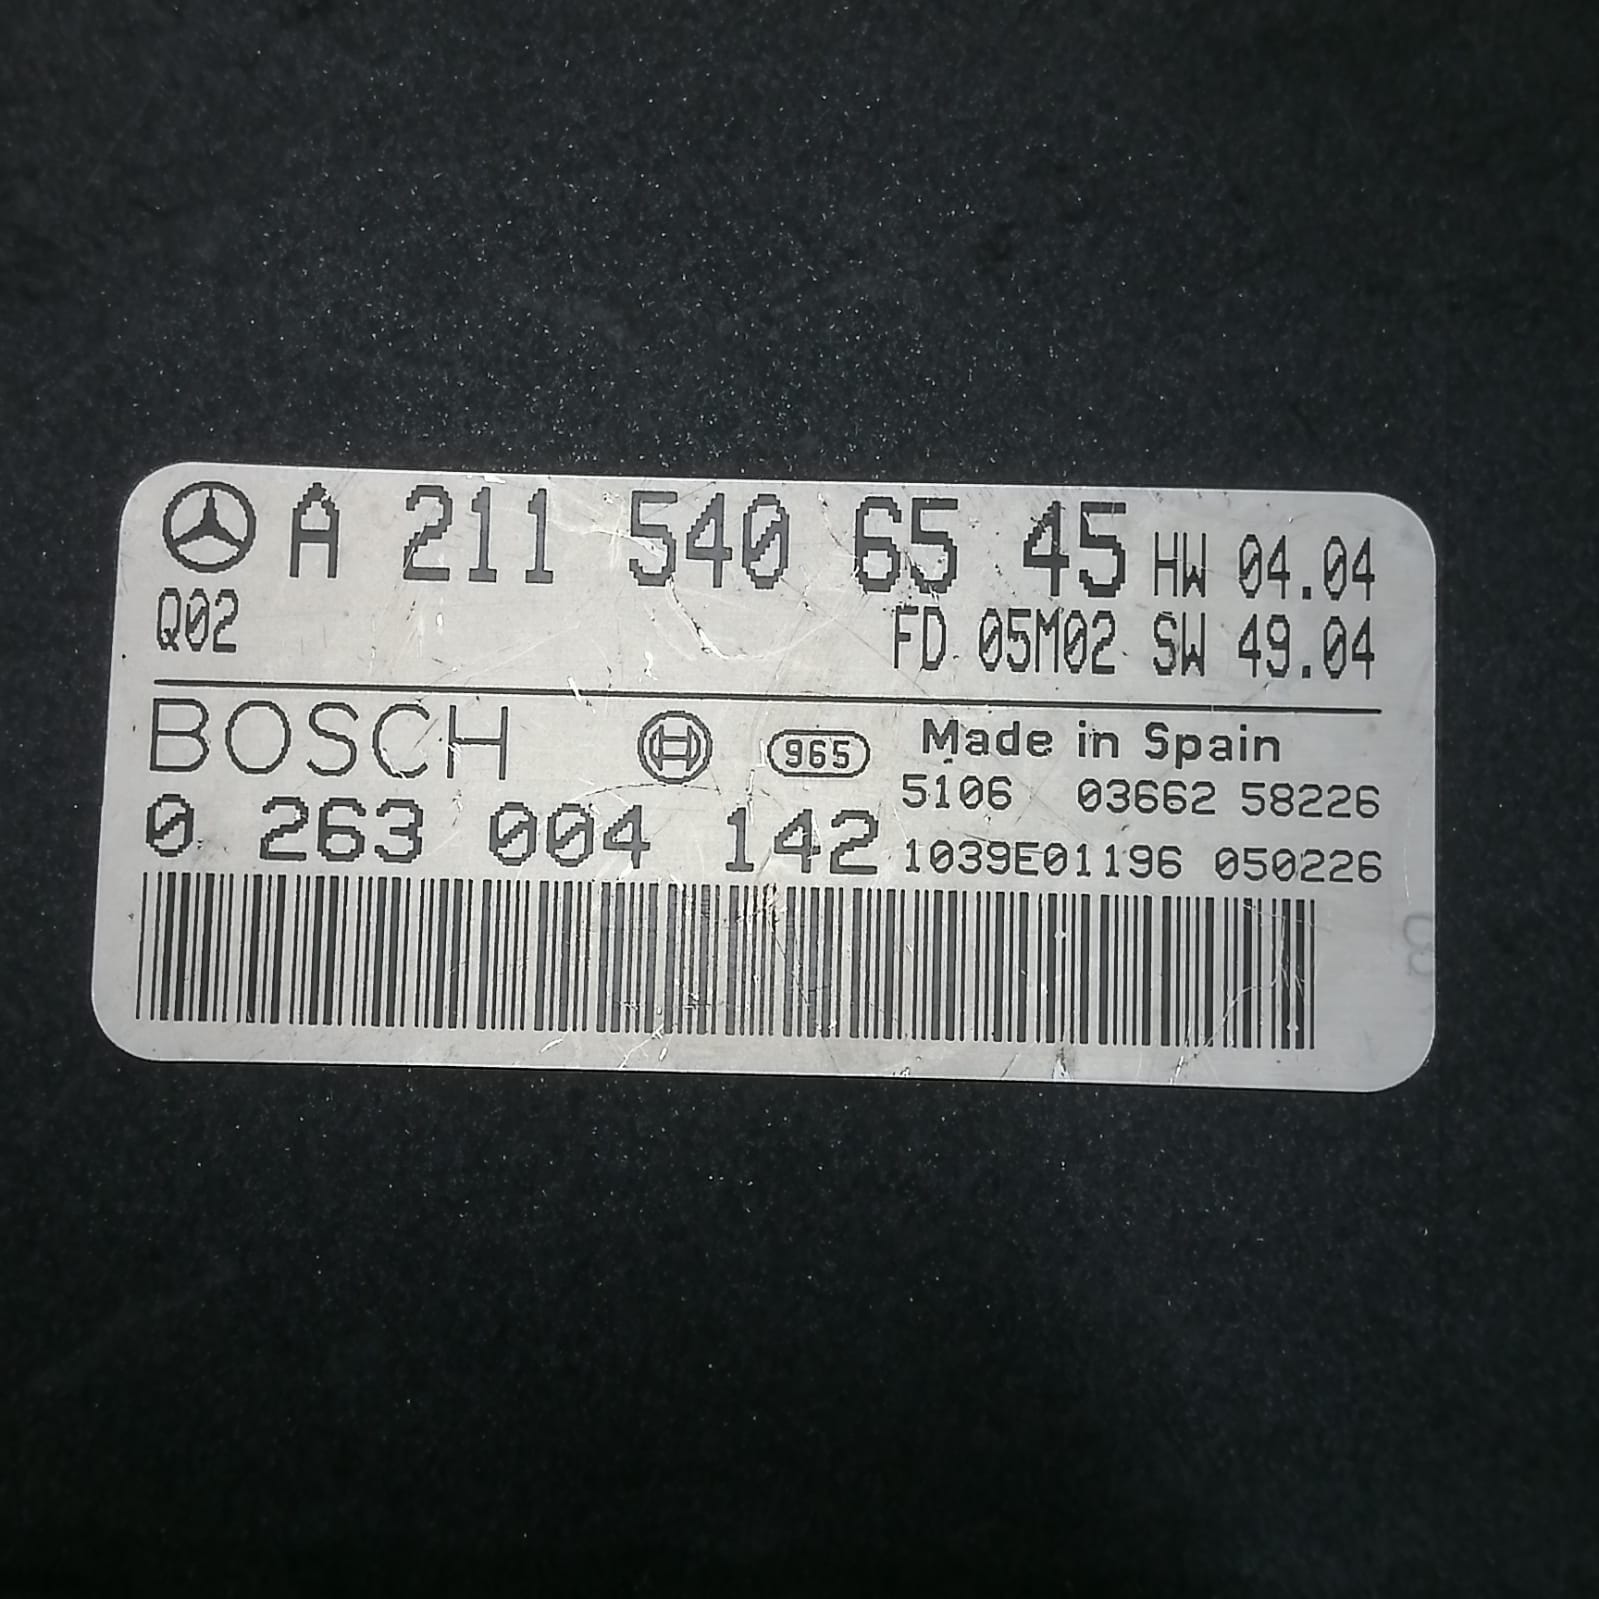 A 211 540 65 45 HW 04.04
Q02 FD 05M02 SW 49.04
BOSCH 965 Made in Spain
5106 03662 58226
0 263 004 142 1039E01196 050226